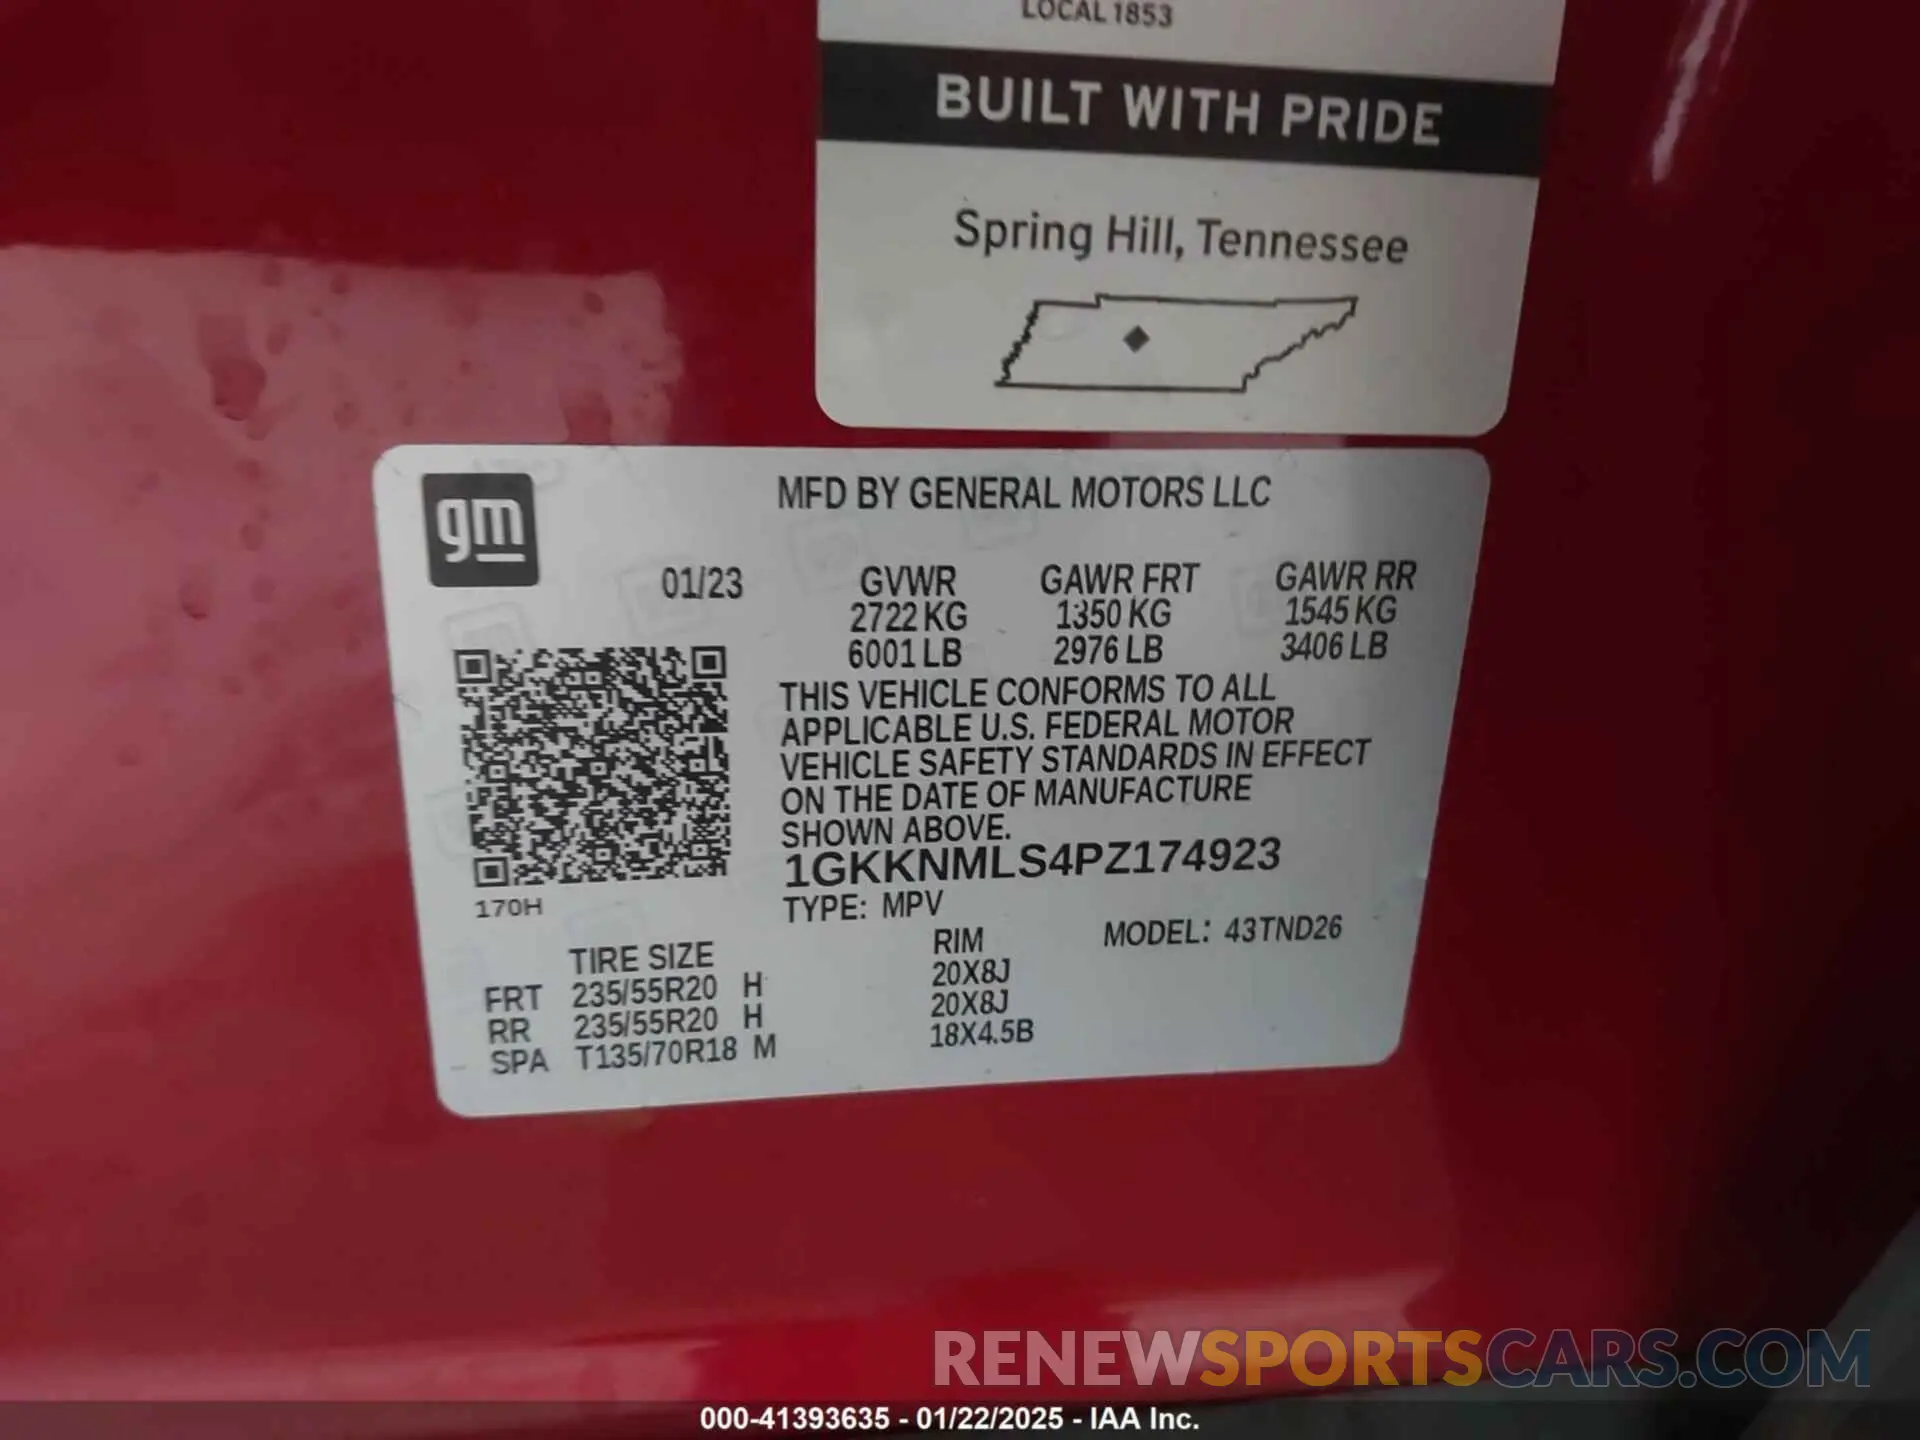 LOCAL 1853
BUILT WITH PRIDE
Spring Hill, Tennessee
gm
MFD BY GENERAL MOTORS LLC
01/23 GVWR GAWR FRT GAWR RR
2722 KG 1350 KG 1545 KG
6001 LB 2976 LB 3406 LB
THIS VEHICLE CONFORMS TO ALL
APPLICABLE U.S. FEDERAL MOTOR
VEHICLE SAFETY STANDARDS IN EFFECT
ON THE DATE OF MANUFACTURE
SHOWN ABOVE.
1GKKNMLS4PZ174923
170H
TYPE: MPV
MODEL: 43TND26
TIRE SIZE RIM
FRT 235/55R20 H 20X8J
RR 235/55R20 H 20X8J
SPA T135/70R18 M 18X4.5B
RENEWSPORTSCARS.COM
000-41393635 - 01/22/2025 - IAA Inc.